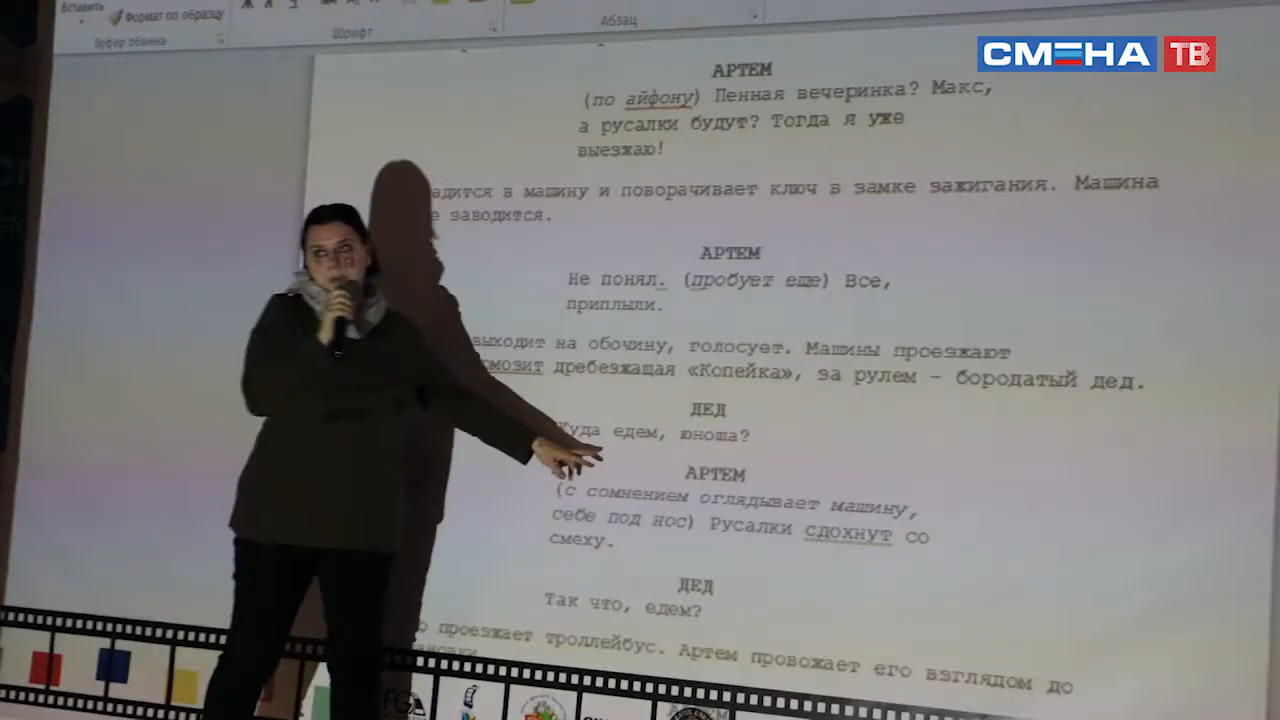 Вставить
Формат по образцу
Буфер обмена
Шрифт
Абзац
СМЕНА ТВ
АРТЕМ
(по айфону) Пенная вечеринка? Макс,
а русалки будут? Тогда я уже
выезжаю!
в машину и поворачивает ключ в замке зажигания. Машина
заводится.
АРТЕМ
Не понял. (пробует еще) Все,
приплыли.
выходит на обочину, голосует. Машины проезжают
дребезжащая «Копейка», за рулем – бородатый дед.
ДЕД
Куда едем, юноша?
АРТЕМ
(с сомнением оглядывает машину,
себе под нос) Русалки сдохнут со
смеху.
ДЕД
Так что, едем?
проезжает троллейбус. Артем провожает его взглядом до